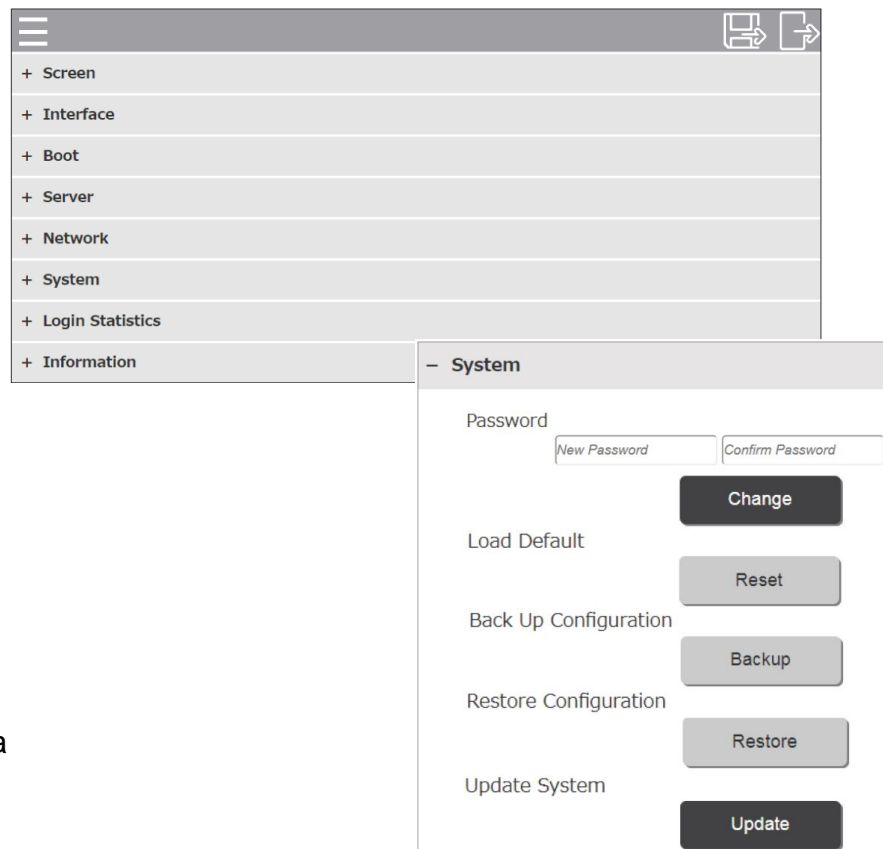 + Screen
+ Interface
+ Boot
+ Server
+ Network
+ System
+ Login Statistics
+ Information
– System
Password
New Password Confirm Password
Change
Load Default
Reset
Back Up Configuration
Backup
Restore Configuration
Restore
a
Update System
Update